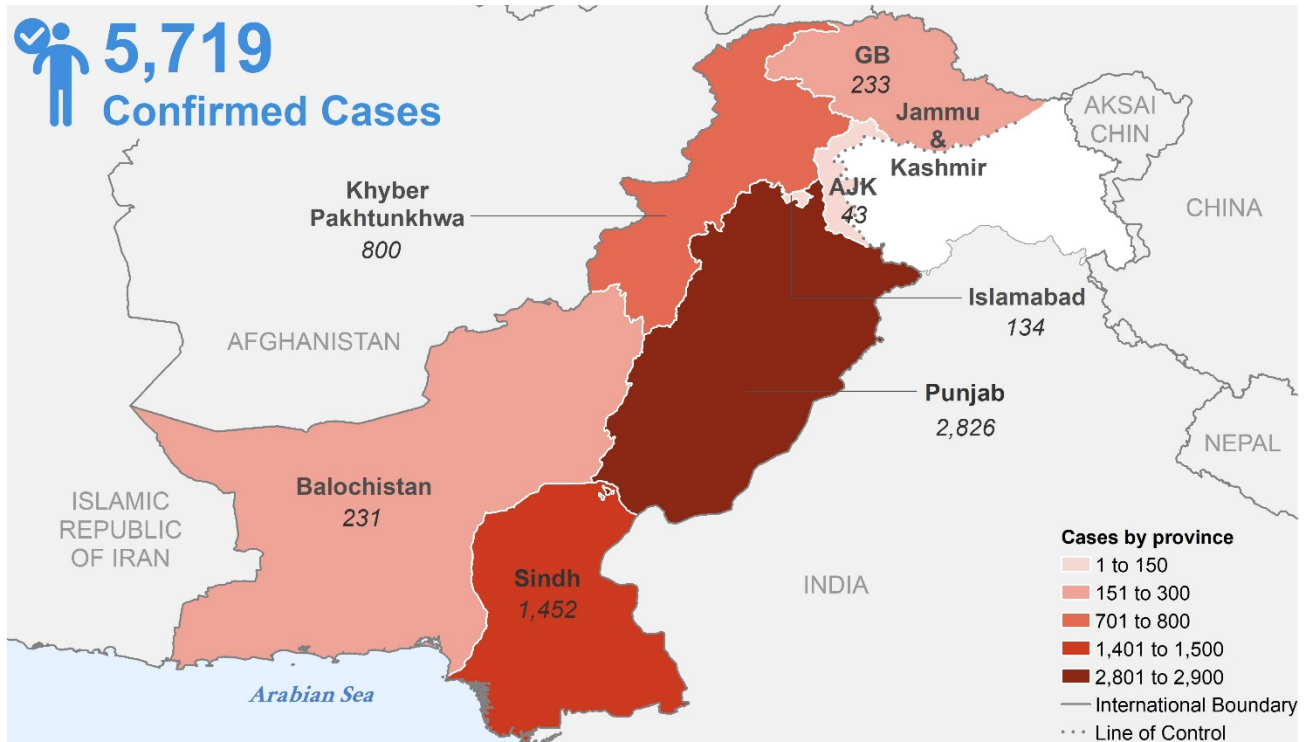 5,719
Confirmed Cases
GB
233
Jammu
&
Kashmir
AKSAI
CHIN
AJK
43
Khyber
Pakhtunkhwa
800
CHINA
Islamabad
134
AFGHANISTAN
Punjab
2,826
NEPAL
Balochistan
231
ISLAMIC
REPUBLIC
OF IRAN
Sindh
1,452
INDIA
Arabian Sea
Cases by province
1 to 150
151 to 300
701 to 800
1,401 to 1,500
2,801 to 2,900
International Boundary
Line of Control